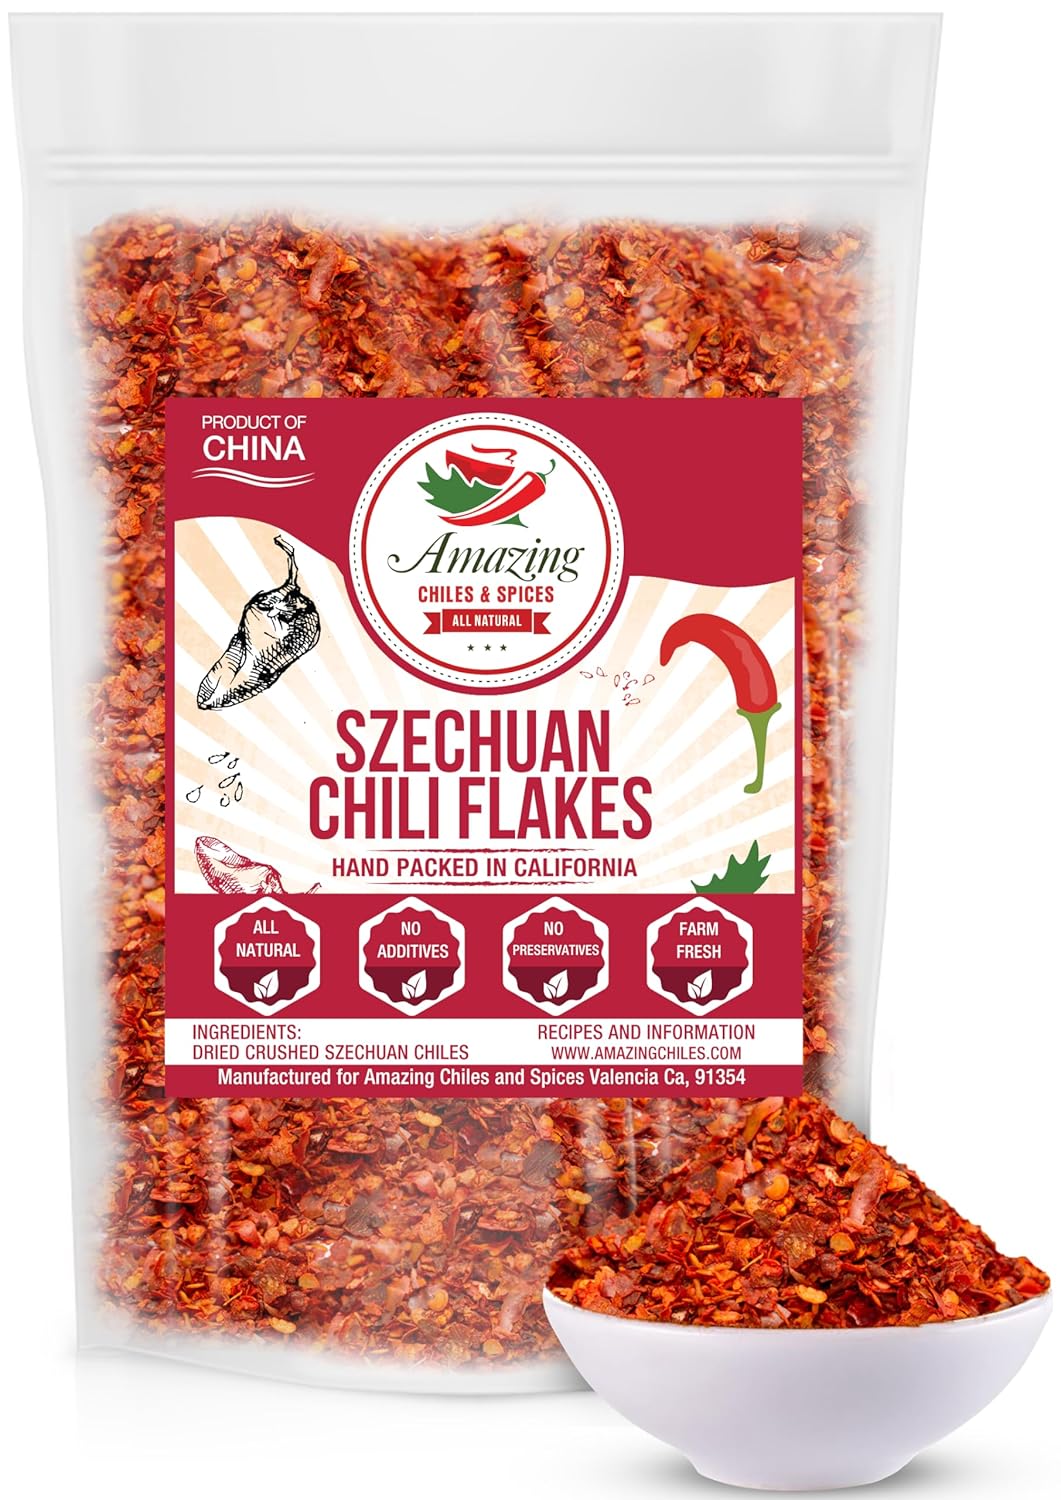 PRODUCT OF
CHINA
Amazing
CHILES & SPICES
ALL NATURAL
SZECHUAN
CHILI FLAKES
HAND PACKED IN CALIFORNIA
ALL
NATURAL
NO
ADDITIVES
NO
PRESERVATIVES
FARM
FRESH
INGREDIENTS:
DRIED CRUSHED SZECHUAN CHILES
RECIPES AND INFORMATION
WWW.AMAZINGCHILES.COM
Manufactured for Amazing Chiles and Spices Valencia Ca, 91354